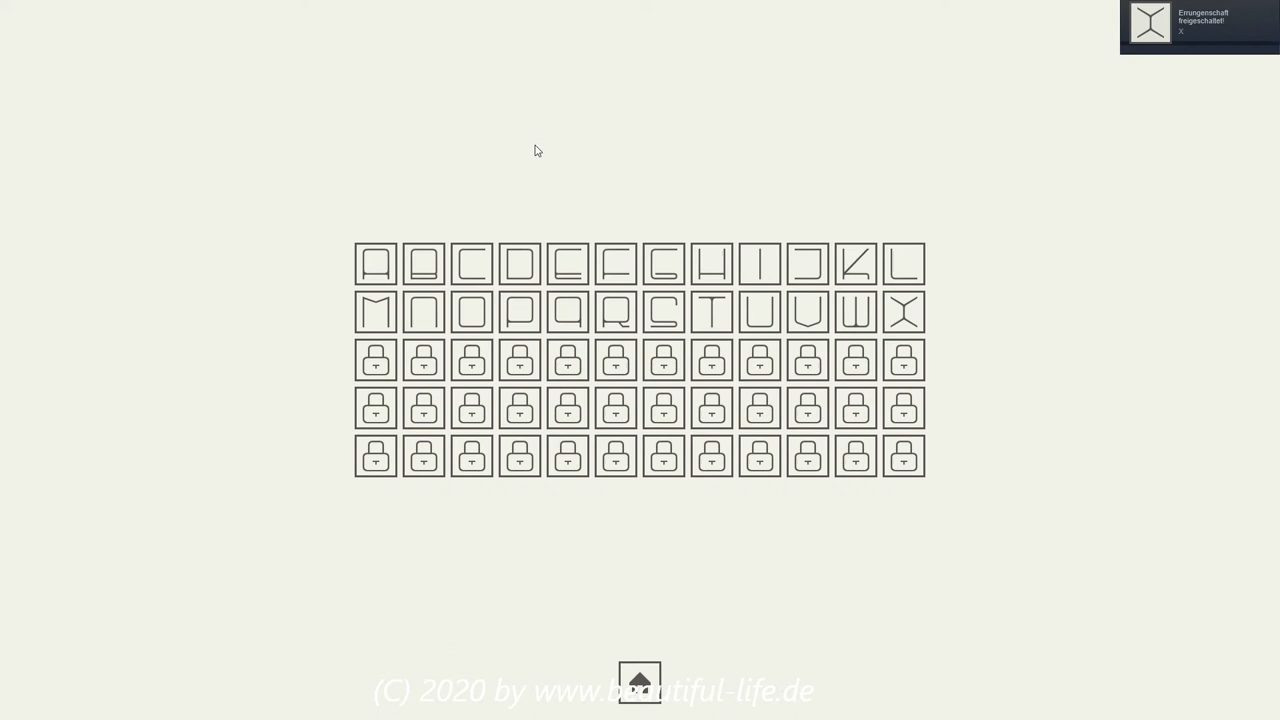 Errungenschaft
freigeschaltet!
X
A B C D E F G H I J K L
M N O P Q R S T U V W X
(C) 2020 by www.beautiful-life.de